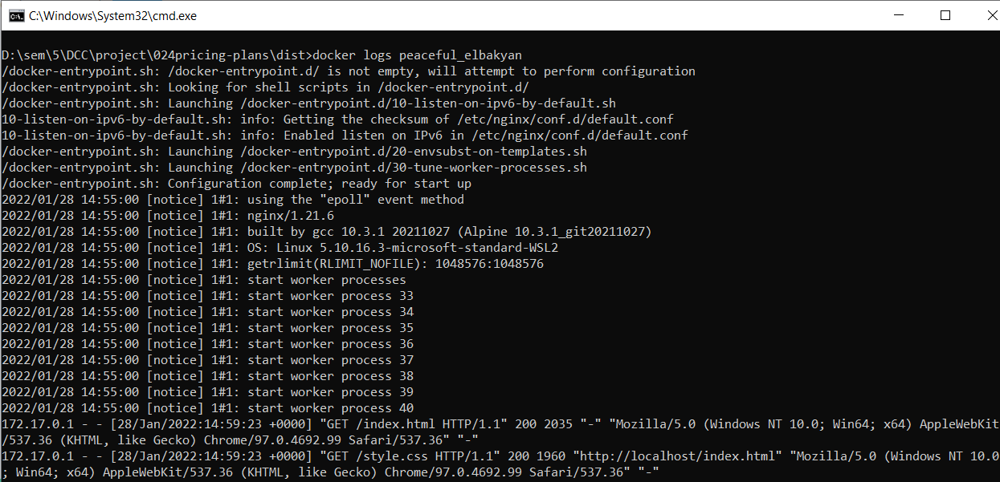 C:\Windows\System32\cmd.exe
D:\sem\5\DCC\project\024pricing-plans\dist>docker logs peaceful_elbakyan
/docker-entrypoint.sh: /docker-entrypoint.d/ is not empty, will attempt to perform configuration
/docker-entrypoint.sh: Looking for shell scripts in /docker-entrypoint.d/
/docker-entrypoint.sh: Launching /docker-entrypoint.d/10-listen-on-ipv6-by-default.sh
10-listen-on-ipv6-by-default.sh: info: Getting the checksum of /etc/nginx/conf.d/default.conf
10-listen-on-ipv6-by-default.sh: info: Enabled listen on IPv6 in /etc/nginx/conf.d/default.conf
/docker-entrypoint.sh: Launching /docker-entrypoint.d/20-envsubst-on-templates.sh
/docker-entrypoint.sh: Launching /docker-entrypoint.d/30-tune-worker-processes.sh
/docker-entrypoint.sh: Configuration complete; ready for start up
2022/01/28 14:55:00 [notice] 1#1: using the "epoll" event method
2022/01/28 14:55:00 [notice] 1#1: nginx/1.21.6
2022/01/28 14:55:00 [notice] 1#1: built by gcc 10.3.1 20211027 (Alpine 10.3.1_git20211027)
2022/01/28 14:55:00 [notice] 1#1: OS: Linux 5.10.16.3-microsoft-standard-WSL2
2022/01/28 14:55:00 [notice] 1#1: getrlimit(RLIMIT_NOFILE): 1048576:1048576
2022/01/28 14:55:00 [notice] 1#1: start worker processes
2022/01/28 14:55:00 [notice] 1#1: start worker process 33
2022/01/28 14:55:00 [notice] 1#1: start worker process 34
2022/01/28 14:55:00 [notice] 1#1: start worker process 35
2022/01/28 14:55:00 [notice] 1#1: start worker process 36
2022/01/28 14:55:00 [notice] 1#1: start worker process 37
2022/01/28 14:55:00 [notice] 1#1: start worker process 38
2022/01/28 14:55:00 [notice] 1#1: start worker process 39
2022/01/28 14:55:00 [notice] 1#1: start worker process 40
172.17.0.1 - - [28/Jan/2022:14:59:23 +0000] "GET /index.html HTTP/1.1" 200 2035 "-" "Mozilla/5.0 (Windows NT 10.0; Win64; x64) AppleWebKit
/537.36 (KHTML, like Gecko) Chrome/97.0.4692.99 Safari/537.36" "-"
172.17.0.1 - - [28/Jan/2022:14:59:23 +0000] "GET /style.css HTTP/1.1" 200 1960 "http://localhost/index.html" "Mozilla/5.0 (Windows NT 10.0
; Win64; x64) AppleWebKit/537.36 (KHTML, like Gecko) Chrome/97.0.4692.99 Safari/537.36" "-"